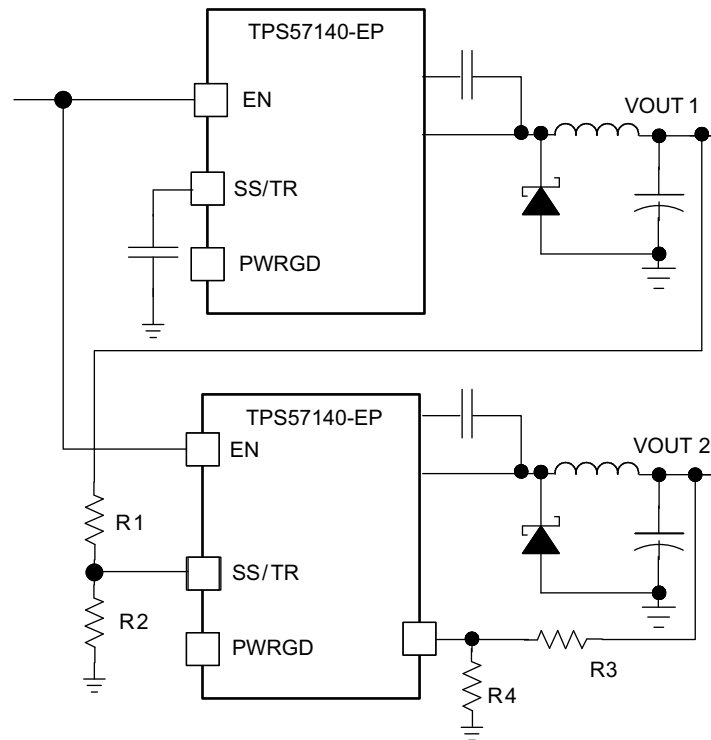 TPS57140-EP
EN
VOUT 1
SS/TR
PWRGD
TPS57140-EP
EN
VOUT 2
R1
SS/TR
R2
PWRGD
R3
R4